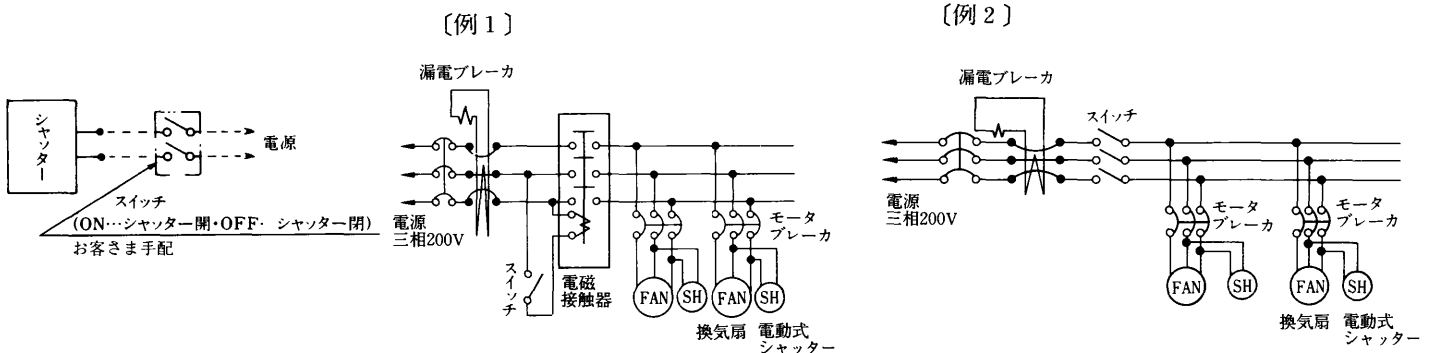 シャッター
電源
スイッチ
(ON…シャッター開・OFF‥シャッター閉)
お客さま手配
〔例1〕
漏電ブレーカ
電源
三相200V
スイッチ
電磁
接触器
モータ
ブレーカ
FAN
SH
FAN
SH
換気扇
電動式
シャッター
〔例2〕
漏電ブレーカ
スイッチ
電源
三相200V
モータ
ブレーカ
モータ
ブレーカ
FAN
SH
FAN
SH
換気扇
電動式
シャッター